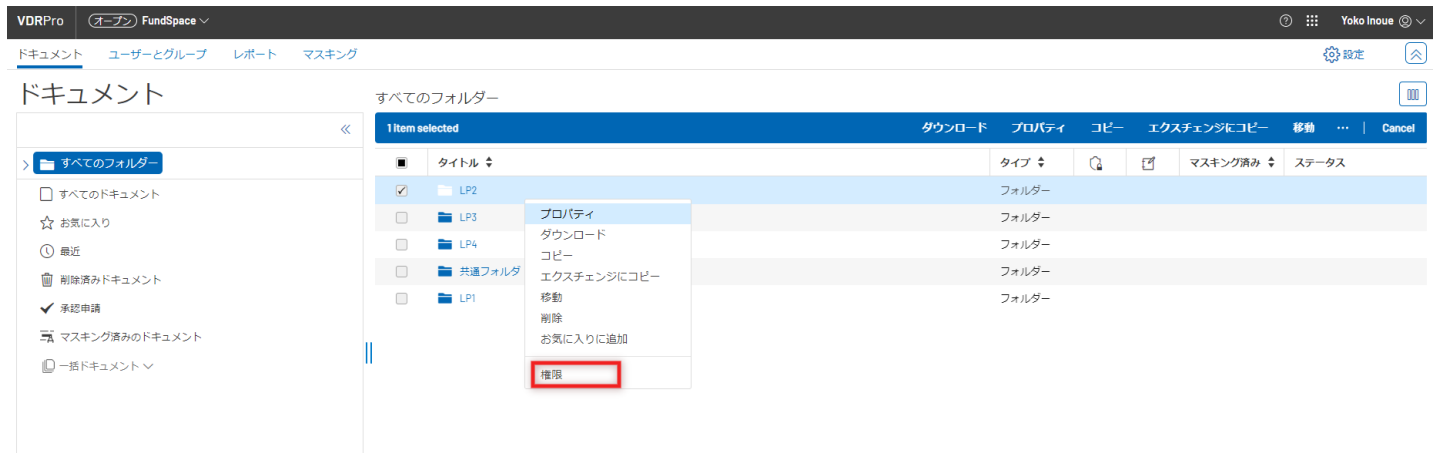 VDRPro オープン FundSpace Yoko Inoue
ドキュメント ユーザーとグループ レポート マスキング 設定
ドキュメント
すべてのフォルダー
1 Item selected ダウンロード プロパティ コピー エクスチェンジにコピー 移動 ... | Cancel
すべてのフォルダー
すべてのドキュメント
お気に入り
最近
削除済みドキュメント
承認申請
マスキング済みのドキュメント
一括ドキュメント
タイトル タイプ マスキング済み ステータス
LP2 フォルダー
LP3 フォルダー
LP4 フォルダー
共通フォルダ フォルダー
LP1 フォルダー
プロパティ
ダウンロード
コピー
エクスチェンジにコピー
移動
削除
お気に入りに追加
権限